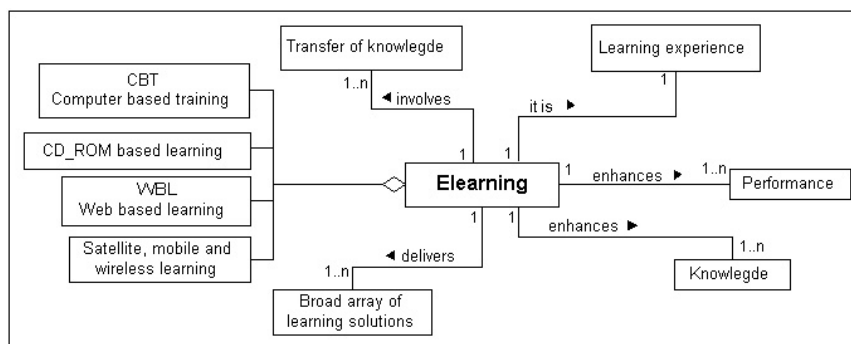 Transfer of knowlegde
1..n
◄ involves
1
Learning experience
1
it is ►
1
CBT
Computer based training
CD_ROM based learning
WBL
Web based learning
Satellite, mobile and
wireless learning
Elearning
1
enhances ►
1..n
Performance
1
enhances ►
1..n
Knowlegde
1
◄ delivers
1..n
Broad array of
learning solutions